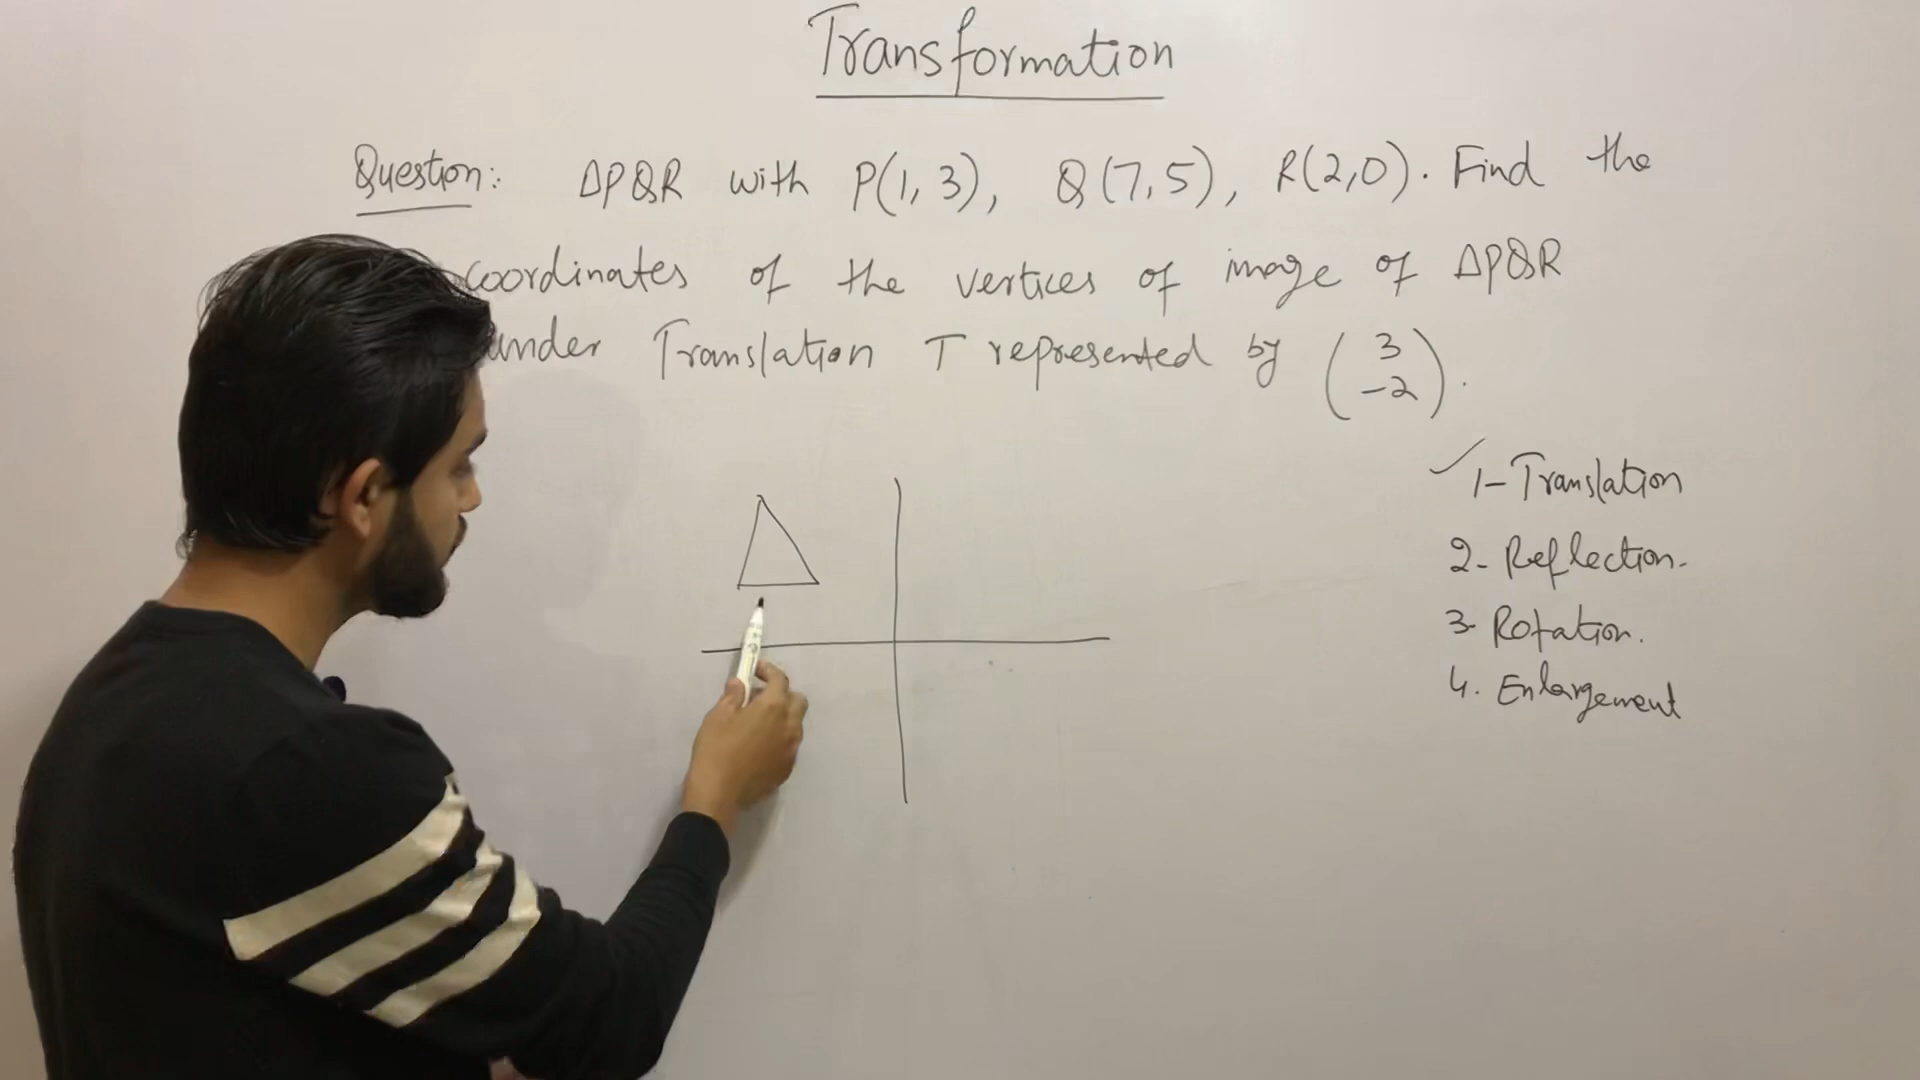 Transformation
Question: ΔPQR with P(1, 3), Q(7, 5), R(2,0). Find the
coordinates of the vertices of image of ΔPQR
under Translation T represented by (3
-2).
✓1- Translation
2- Reflection.
3- Rotation.
4. Enlargement